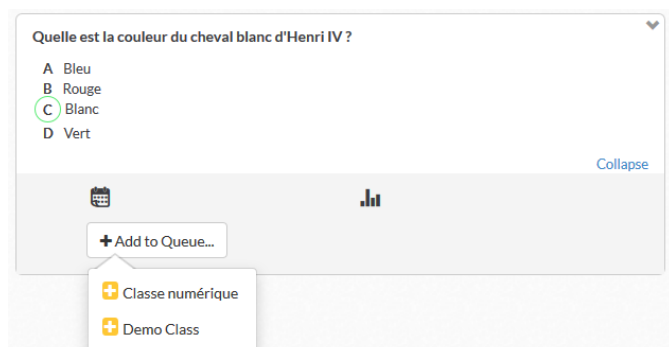 Quelle est la couleur du cheval blanc d'Henri IV ?
A Bleu
B Rouge
C Blanc
D Vert
Collapse
+ Add to Queue...
Classe numérique
Demo Class